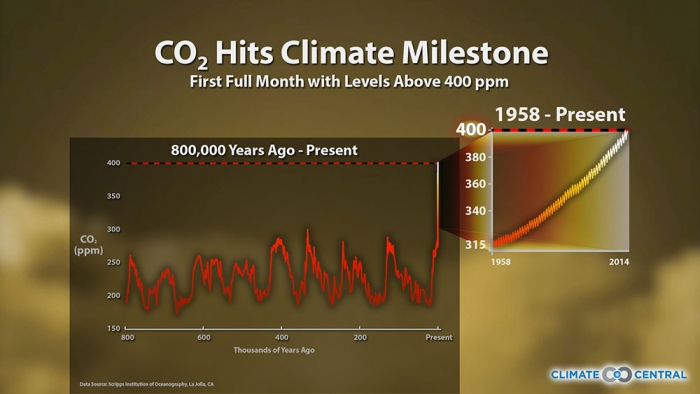 CO₂ Hits Climate Milestone
First Full Month with Levels Above 400 ppm
800,000 Years Ago - Present
400
350
300
250
200
150
CO₂
(ppm)
800
600
400
200
Present
Thousands of Years Ago
1958 - Present
400
380
360
340
315
1958
2014
Data Source: Scripps Institution of Oceanography, La Jolla, CA
CLIMATE CENTRAL